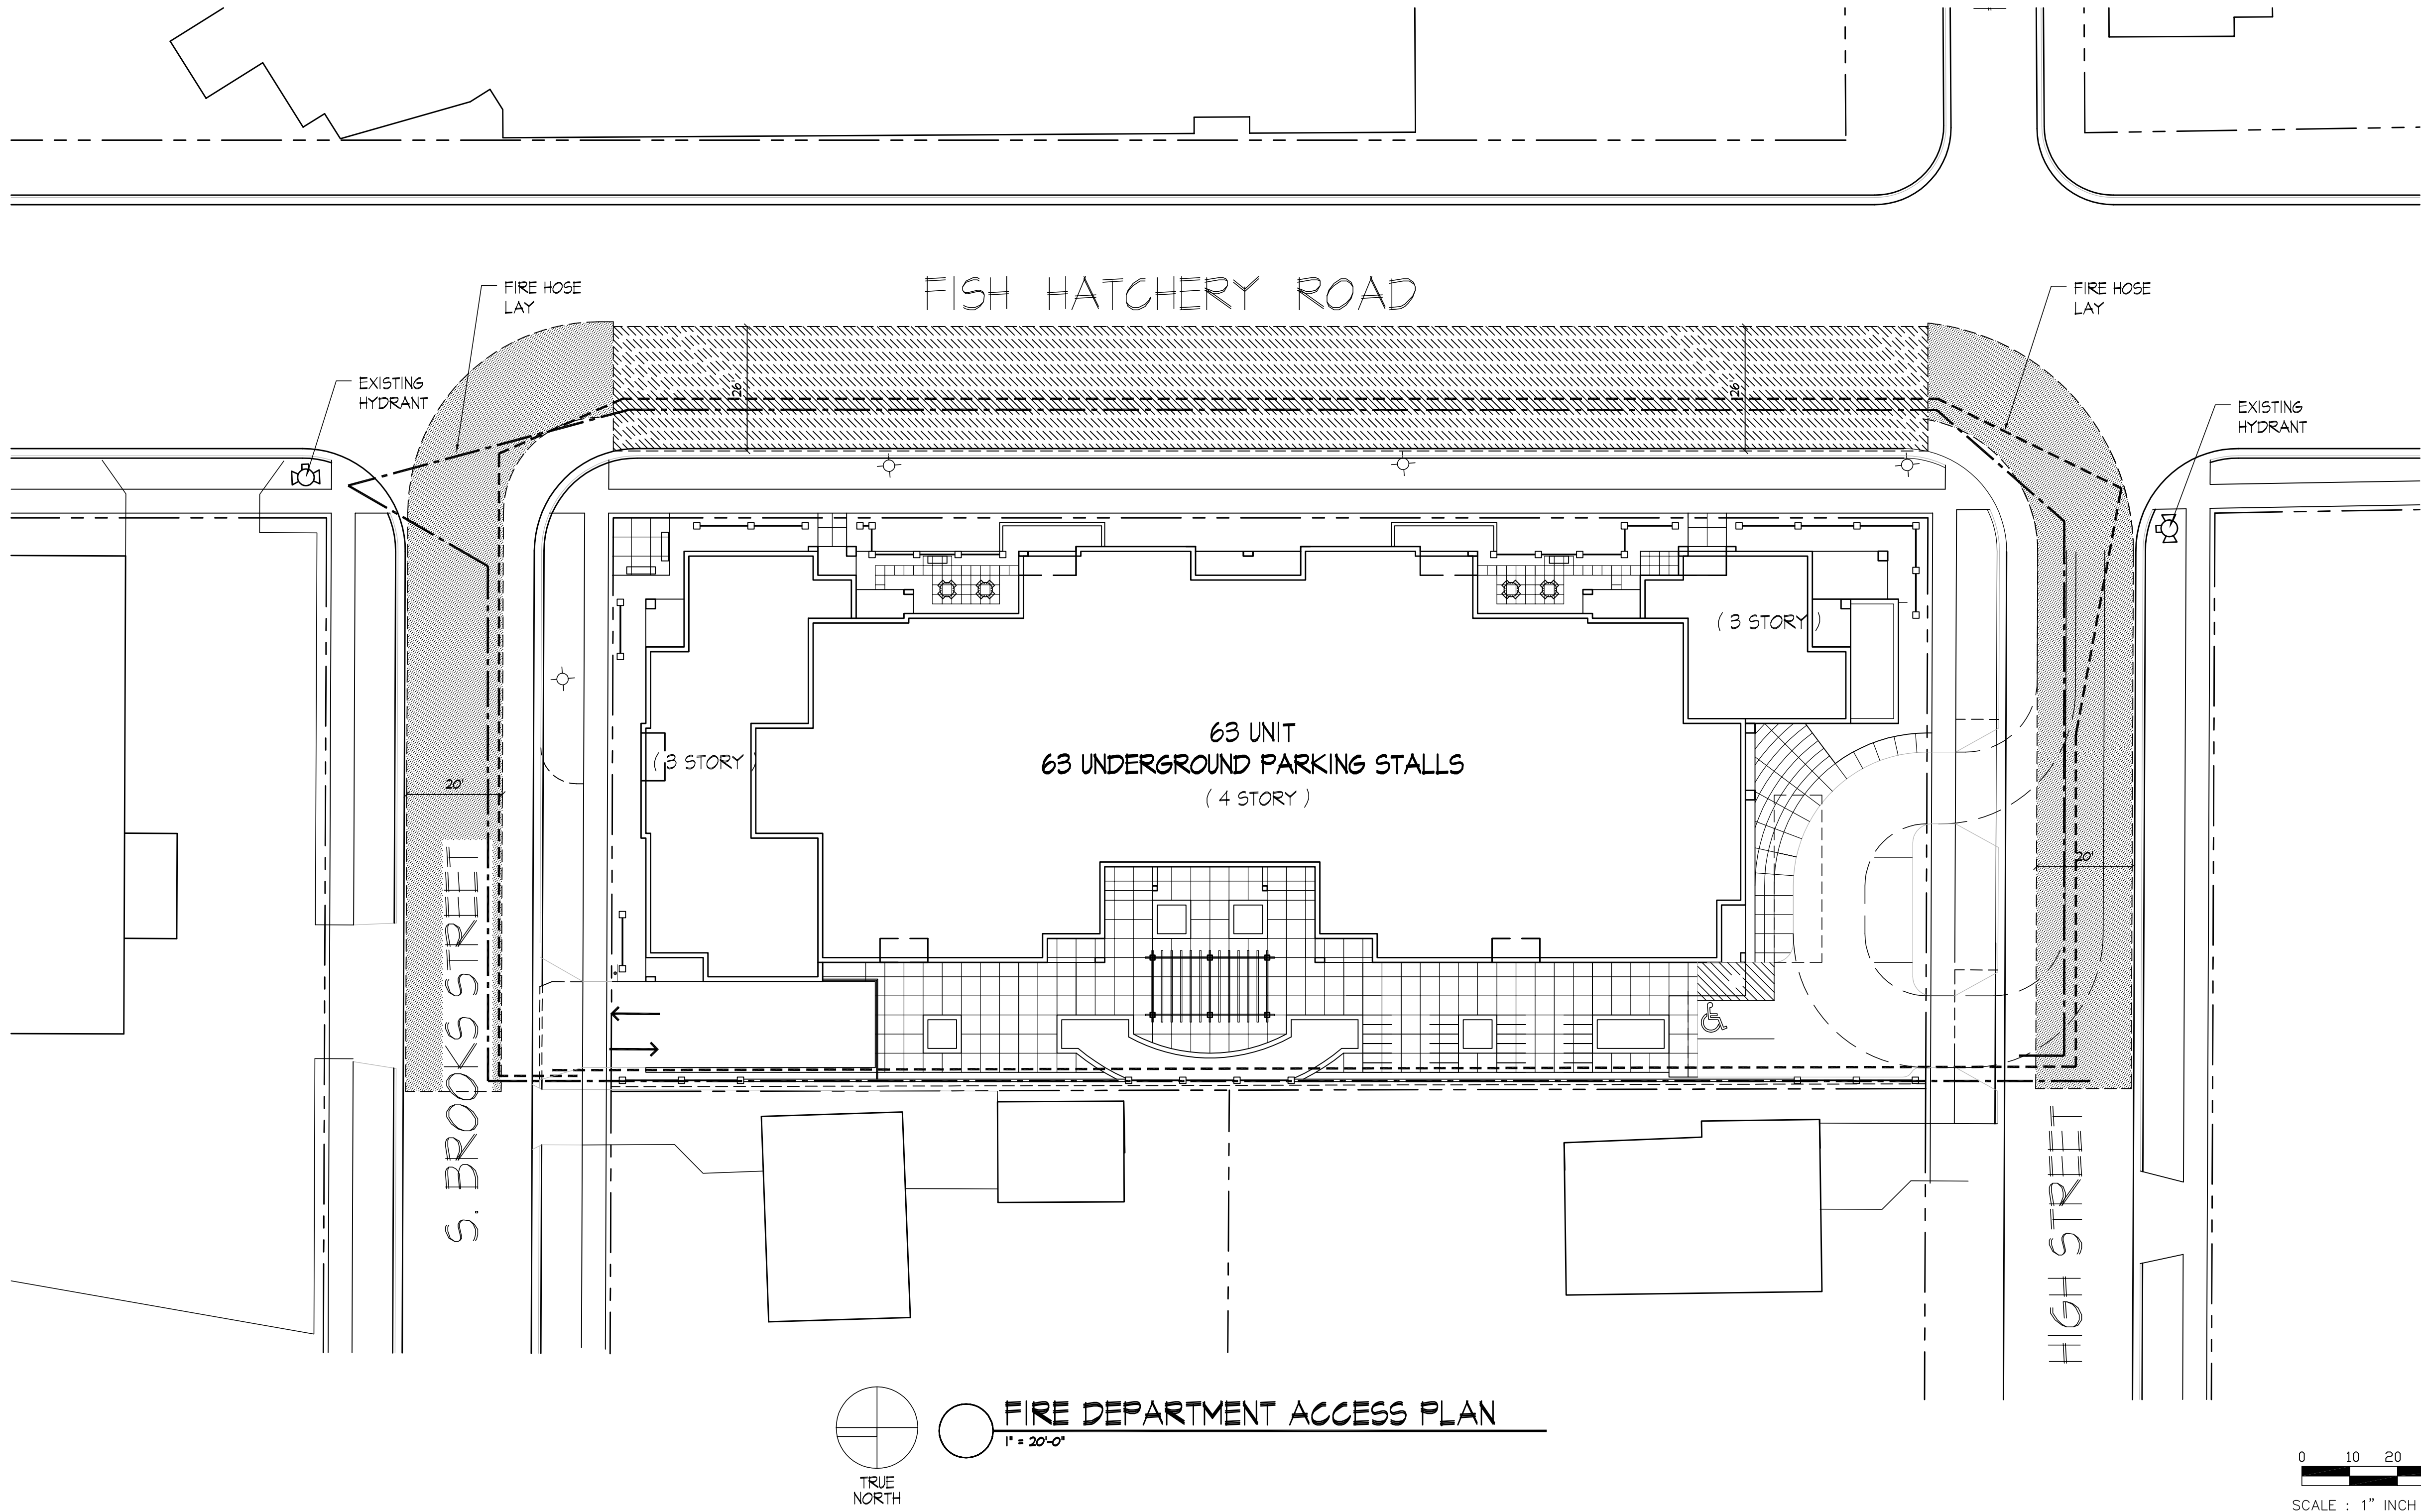 FISH HATCHERY ROAD
FIRE HOSE
LAY
FIRE HOSE
LAY
EXISTING
HYDRANT
EXISTING
HYDRANT
26'
26'
( 3 STORY )
63 UNIT
63 UNDERGROUND PARKING STALLS
( 4 STORY )
( 3 STORY )
20'
20'
S. BROOKS STREET
HIGH STREET
FIRE DEPARTMENT ACCESS PLAN
1" = 20'-0"
TRUE
NORTH
0 10 20
SCALE : 1" INCH